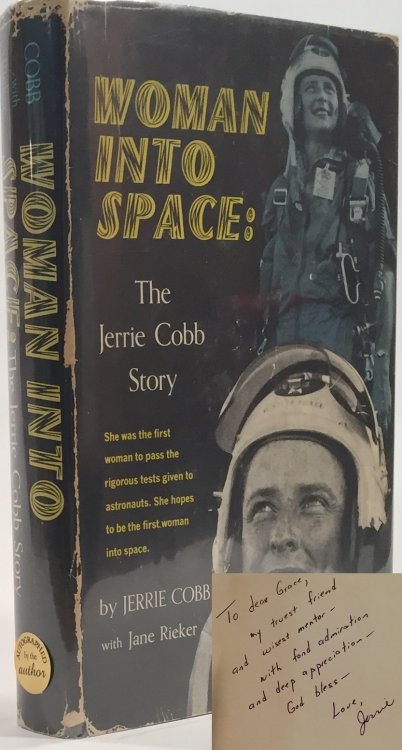 COBB
with
WOMAN INTO
SPACE:
The Jerrie Cobb Story
AUTOGRAPHED
by the
author
WOMAN
INTO
SPACE:
The
Jerrie Cobb
Story
She was the first
woman to pass the
rigorous tests given to
astronauts. She hopes
to be the first woman
into space.
by JERRIE COBB
with Jane Rieker
To dear Grace,
my truest friend
and wisest mentor —
with fond admiration
and deep appreciation —
God bless —
Love,
Jerrie